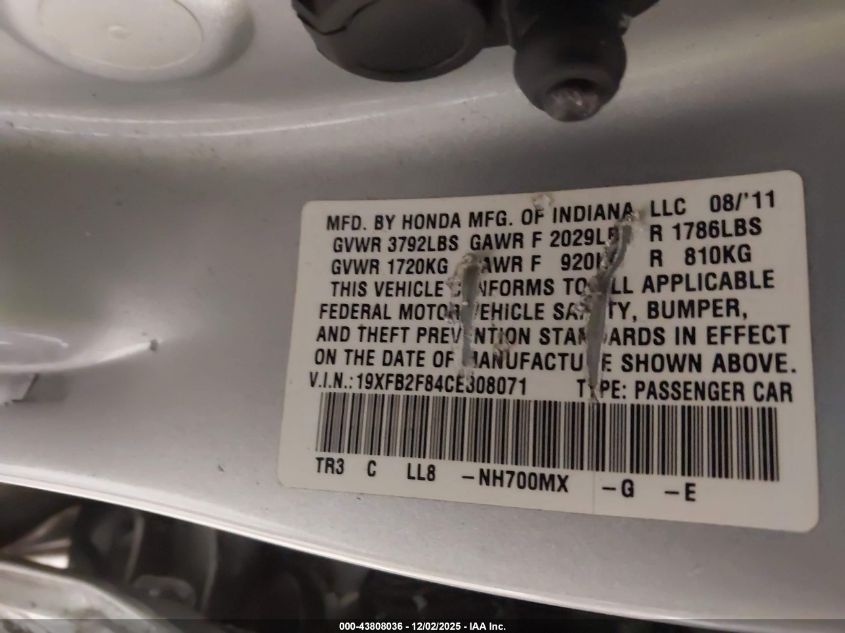 MFD. BY HONDA MFG. OF INDIANA, LLC 08/'11
GVWR 3792LBS GAWR F 2029LB R 1786LBS
GVWR 1720KG GAWR F 920KG R 810KG
THIS VEHICLE CONFORMS TO ALL APPLICABLE
FEDERAL MOTOR VEHICLE SAFETY, BUMPER,
AND THEFT PREVENTION STANDARDS IN EFFECT
ON THE DATE OF MANUFACTURE SHOWN ABOVE.
V.I.N.: 19XFB2F84CE308071 TYPE: PASSENGER CAR
TR3 C LL8 -NH700MX -G -E
000-43808036 - 12/02/2025 - IAA Inc.